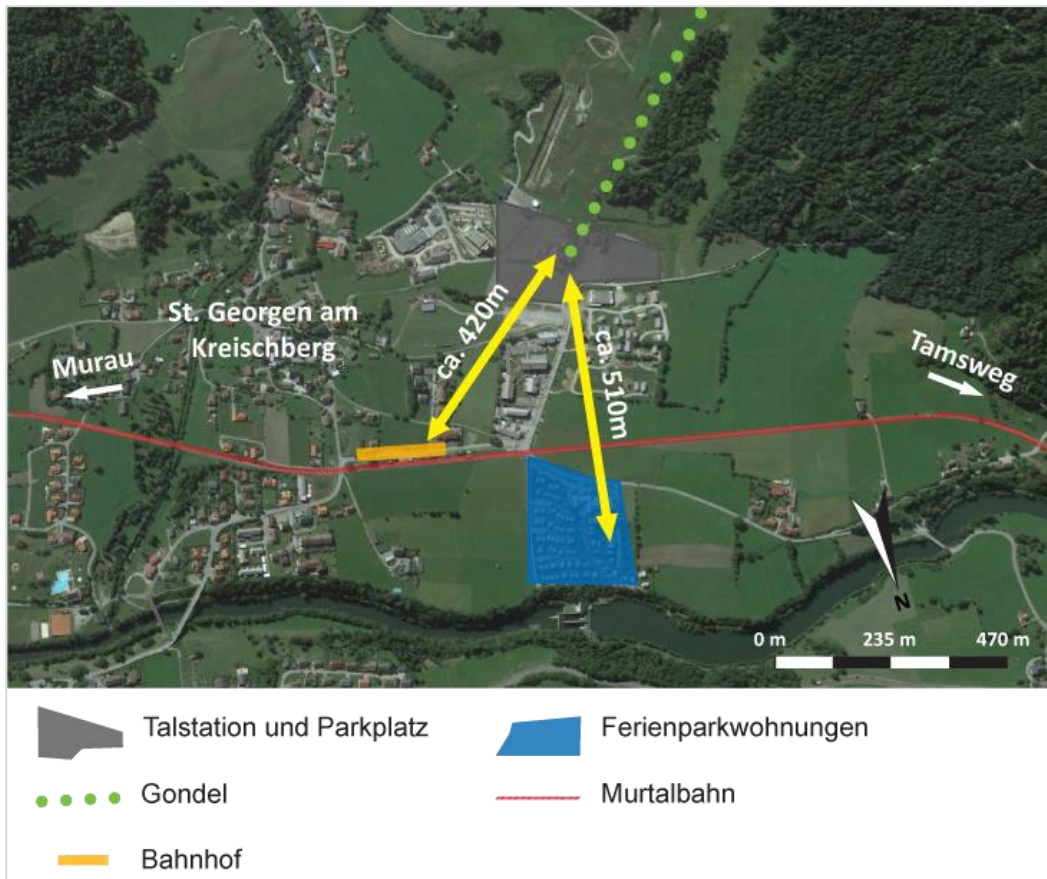 St. Georgen am
Kreischberg
Murau
ca. 420m
ca. 510m
Tamsweg
N
0 m
235 m
470 m
Talstation und Parkplatz
Ferienparkwohnungen
Gondel
Murtalbahn
Bahnhof